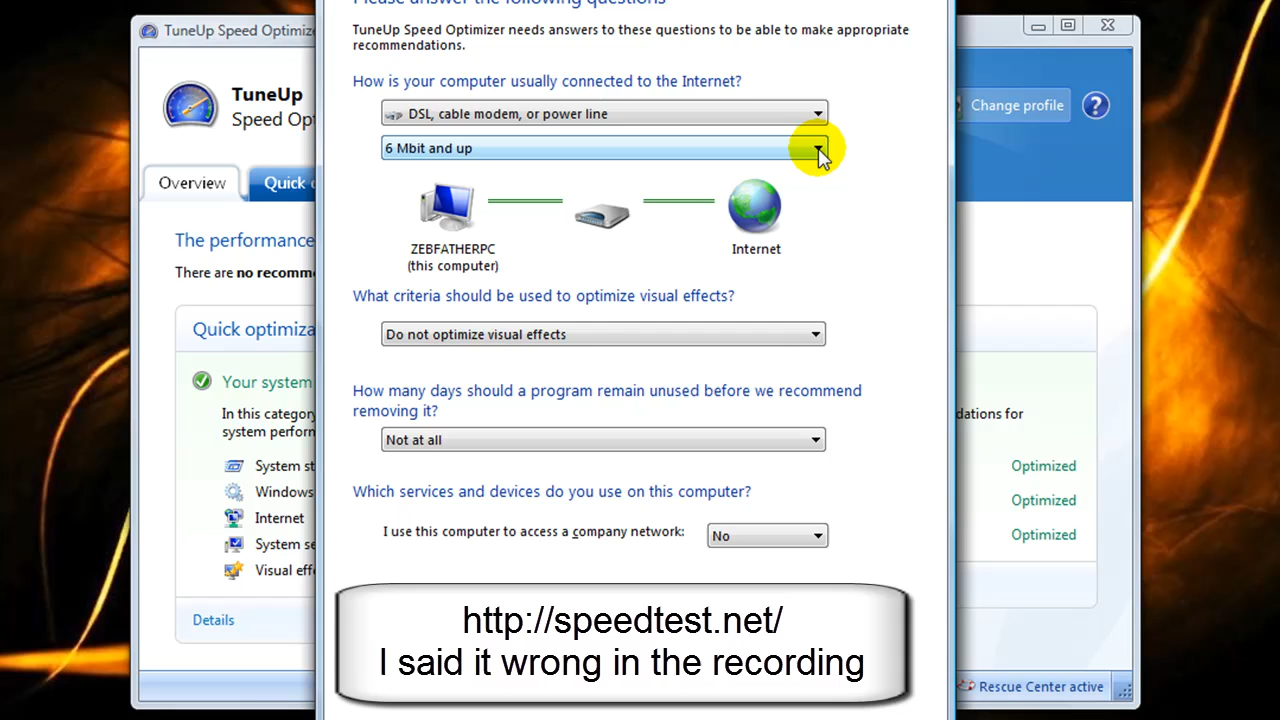 Please answer the following questions
TuneUp Speed Optimize
TuneUp Speed Optimizer needs answers to these questions to be able to make appropriate
recommendations.
TuneUp
Speed Opt
How is your computer usually connected to the Internet?
DSL, cable modem, or power line
Change profile
?
6 Mbit and up
Overview
Quick o
ZEBFATHERPC
(this computer)
Internet
The performance
There are no recomm
What criteria should be used to optimize visual effects?
Do not optimize visual effects
Quick optimiza
Your system
In this category
system perform
How many days should a program remain unused before we recommend
removing it?
Not at all
dations for
System st
Optimized
Windows
Optimized
Internet
System se
Optimized
Visual effe
Which services and devices do you use on this computer?
I use this computer to access a company network:
No
Details
http://speedtest.net/
I said it wrong in the recording
Rescue Center active